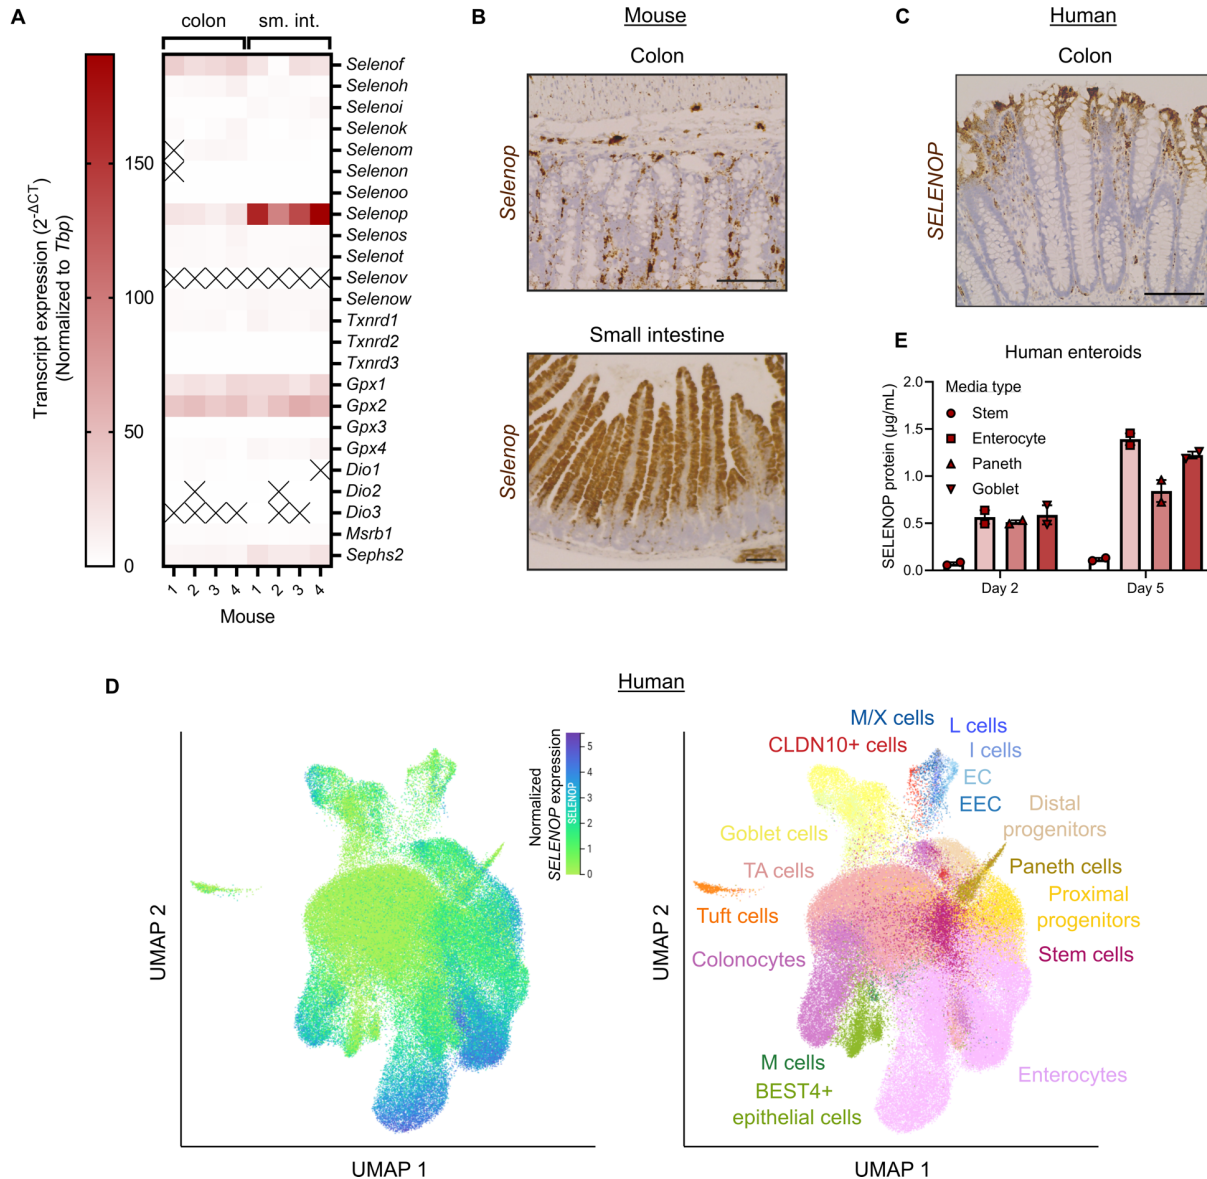 A
colon
sm. int.
Transcript expression (2-ΔCT)
(Normalized to Tbp)
150
100
50
0
Selenof
Selenoh
Selenoi
Selenok
Selenom
Selenon
Selenoo
Selenop
Selenos
Selenot
Selenov
Selenow
Txnrd1
Txnrd2
Txnrd3
Gpx1
Gpx2
Gpx3
Gpx4
Dio1
Dio2
Dio3
Msrb1
Sephs2
1 2 3 4 1 2 3 4
Mouse
B
Mouse
Colon
Selenop
Small intestine
Selenop
C
Human
Colon
SELENOP
E
Human enteroids
SELENOP protein (μg/mL)
2.0
1.5
1.0
0.5
0.0
Media type
Stem
Enterocyte
Paneth
Goblet
Day 2
Day 5
D
Human
UMAP 2
UMAP 1
Normalized
SELENOP expression
SELENOP
5
4
3
2
1
0
UMAP 2
UMAP 1
M/X cells
L cells
CLDN10+ cells
I cells
EC
EEC
Distal
progenitors
Goblet cells
TA cells
Paneth cells
Proximal
progenitors
Tuft cells
Stem cells
Colonocytes
M cells
BEST4+
epithelial cells
Enterocytes